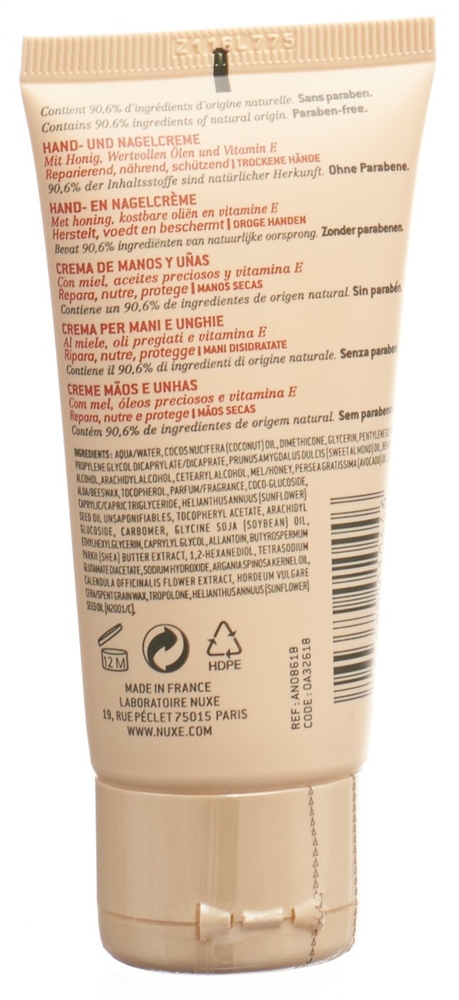 Contient 90,6% d'ingrédients d'origine naturelle. Sans paraben.
Contains 90.6% ingredients of natural origin. Paraben-free.
HAND- UND NAGELCREME
Mit Honig, Wertvollen Ölen und Vitamin E
Reparierend, nährend, schützend | TROCKENE HÄNDE
90,6% der Inhaltsstoffe sind natürlicher Herkunft. Ohne Parabene.
HAND- EN NAGELCRÈME
Met honing, kostbare oliën en vitamine E
Herstelt, voedt en beschermt | DROGE HANDEN
Bevat 90,6% ingrediënten van natuurlijke oorsprong. Zonder parabenen.
CREMA DE MANOS Y UÑAS
Con miel, aceites preciosos y vitamina E
Repara, nutre, protege | MANOS SECAS
Contiene un 90,6% de ingredientes de origen natural. Sin parabén
CREMA PER MANI E UNGHIE
Al miele, oli pregiati e vitamina E
Ripara, nutre, protegge | MANI DISIDRATATE
Contiene il 90,6% di ingredienti di origine naturale. Senza paraben
CREME MÃOS E UNHAS
Com mel, óleos preciosos e vitamina E
Repara, nutre e protege | MÃOS SECAS
Contém 90,6% de ingredientes de origem natural. Sem paraben
INGREDIENTS: AQUA/WATER, COCOS NUCIFERA (COCONUT) OIL, DIMETHICONE, GLYCERIN, PENTYLENE G
PROPYLENE GLYCOL DICAPRYLATE/DICAPRATE, PRUNUS AMYGDALUS DULCIS (SWEET ALMOND) OIL,
ALCOHOL, ARACHIDYL ALCOHOL, CETEARYL ALCOHOL, MEL/HONEY, PERSEA GRATISSIMA (AVOCADO) OIL,
ALBA/BEESWAX, TOCOPHEROL, PARFUM/FRAGRANCE, COCO-GLUCOSIDE,
CAPRYLIC/CAPRIC TRIGLYCERIDE, HELIANTHUS ANNUUS (SUNFLOWER)
SEED OIL UNSAPONIFIABLES, TOCOPHERYL ACETATE, ARACHIDYL
GLUCOSIDE, CARBOMER, GLYCINE SOJA (SOYBEAN) OIL,
ETHYLHEXYLGLYCERIN, CAPRYLYL GLYCOL, ALLANTOIN, BUTYROSPERMUM
PARKII (SHEA) BUTTER EXTRACT, 1,2-HEXANEDIOL, TETRASODIUM
GLUTAMATE DIACETATE, SODIUM HYDROXIDE, ARGANIA SPINOSA KERNEL OIL,
CALENDULA OFFICINALIS FLOWER EXTRACT, HORDEUM VULGARE
CERA/SPENT GRAIN WAX, TROPOLONE, HELIANTHUS ANNUUS (SUNFLOWER)
SEED OIL [N2001/C].
12 M
HDPE
MADE IN FRANCE
LABORATOIRE NUXE
19, RUE PÉCLET 75015 PARIS
WWW.NUXE.COM
REF: AN0861B
CODE: OA32618